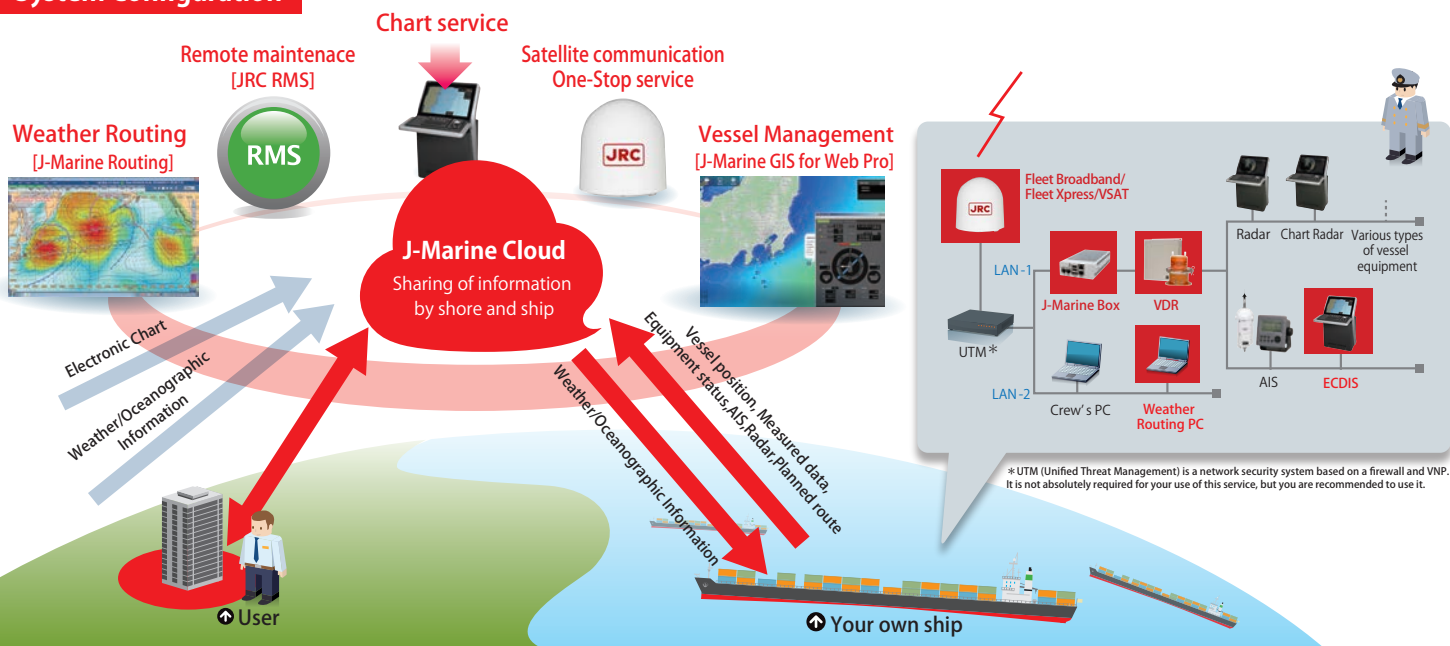 System Configuration
Chart service
Remote maintenace
[JRC RMS]
Satellite communication
One-Stop service
RMS
JRC
Weather Routing
[J-Marine Routing]
Vessel Management
[J-Marine GIS for Web Pro]
J-Marine Cloud
Sharing of information
by shore and ship
Electronic Chart
Weather/Oceanographic
Information
Weather/Oceanographic Information
Vessel position, Measured data,
Equipment status,AIS,Radar,Planned route
User
Your own ship
JRC
Fleet Broadband/
Fleet Xpress/VSAT
LAN-1
J-Marine Box
VDR
Radar
Chart Radar
Various types
of vessel
equipment
UTM＊
LAN-2
Crew's PC
Weather
Routing PC
AIS
ECDIS
＊UTM (Unified Threat Management) is a network security system based on a firewall and VNP.
It is not absolutely required for your use of this service, but you are recommended to use it.